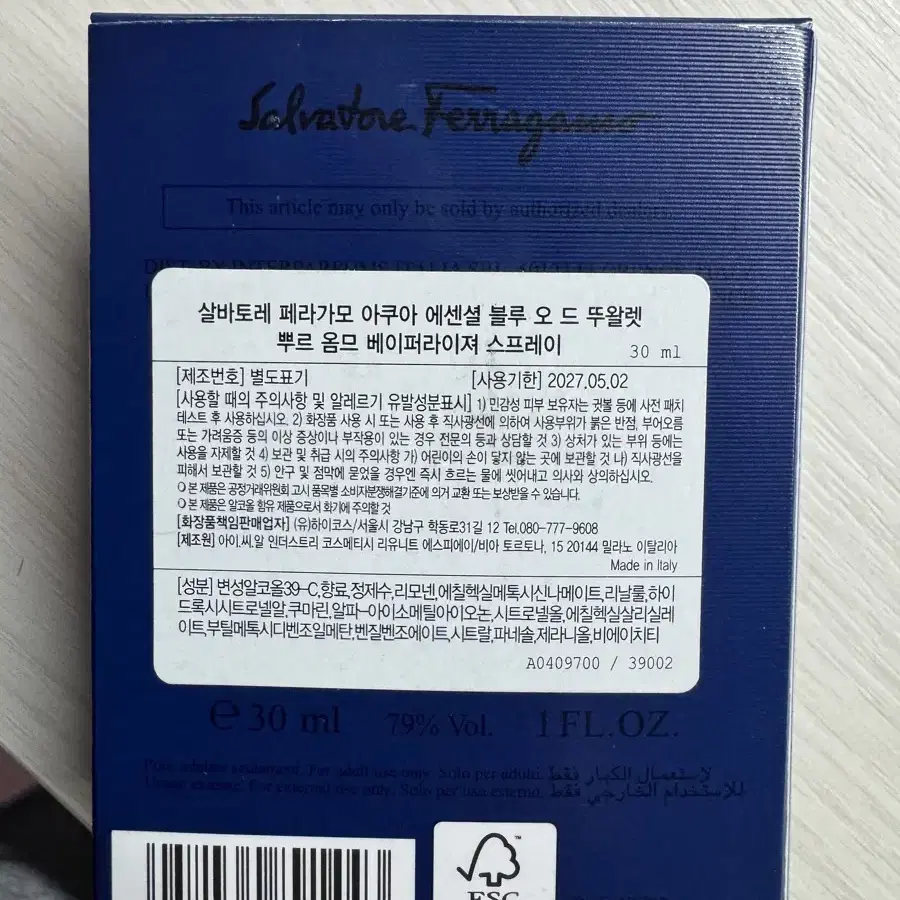 Salvatore Ferragamo
This article may only be sold by authorized dealers.
살바토레 페라가모 아쿠아 에센셜 블루 오 드 뚜왈렛
뿌르 옴므 베이퍼라이져 스프레이 30 ml
[제조번호] 별도표기 [사용기한] 2027.05.02
[사용할 때의 주의사항 및 알레르기 유발성분표시] 1) 민감성 피부 보유자는 귓볼 등에 사전 패치
테스트 후 사용하십시오. 2) 화장품 사용 시 또는 사용 후 직사광선에 의하여 사용부위가 붉은 반점, 부어오름
또는 가려움증 등의 이상 증상이나 부작용이 있는 경우 전문의 등과 상담할 것 3) 상처가 있는 부위 등에는
사용을 자제할 것 4) 보관 및 취급 시의 주의사항 가) 어린이의 손이 닿지 않는 곳에 보관할 것 나) 직사광선을
피해서 보관할 것 5) 안구 및 점막에 묻었을 경우엔 즉시 흐르는 물에 씻어내고 의사와 상의하십시오.
○ 본 제품은 공정거래위원회 고시 품목별 소비자분쟁해결기준에 의거 교환 또는 보상받을 수 있습니다.
○ 본 제품은 알코올 함유 제품으로서 화기에 주의할 것
[화장품책임판매업자] (유)하이코스/서울시 강남구 학동로31길 12 Tel.080-777-9608
[제조원] 아이.씨.알 인더스트리 코스메티시 리유니트 에스피에이/비아 토르토나, 15 20144 밀라노 이탈리아
Made in Italy
[성분] 변성알코올39-C,향료,정제수,리모넨,에칠헥실메톡시신나메이트,리날룰,하이
드록시시트로넬알,쿠마린,알파-아이소메틸아이오논,시트로넬올,에칠헥실살리실레
이트,부틸메톡시디벤조일메탄,벤질벤조에이트,시트랄,파네솔,제라니올,비에이치티
A0409700 / 39002
e 30 ml 79% Vol. 1 FL.OZ.
Pour adultes seulement. For adult use only. Solo per adulti. لإستعمال الكبار فقط
Usage externe. For external use only. Solo per uso externo. للاستخدام الخارجي فقط
FSC